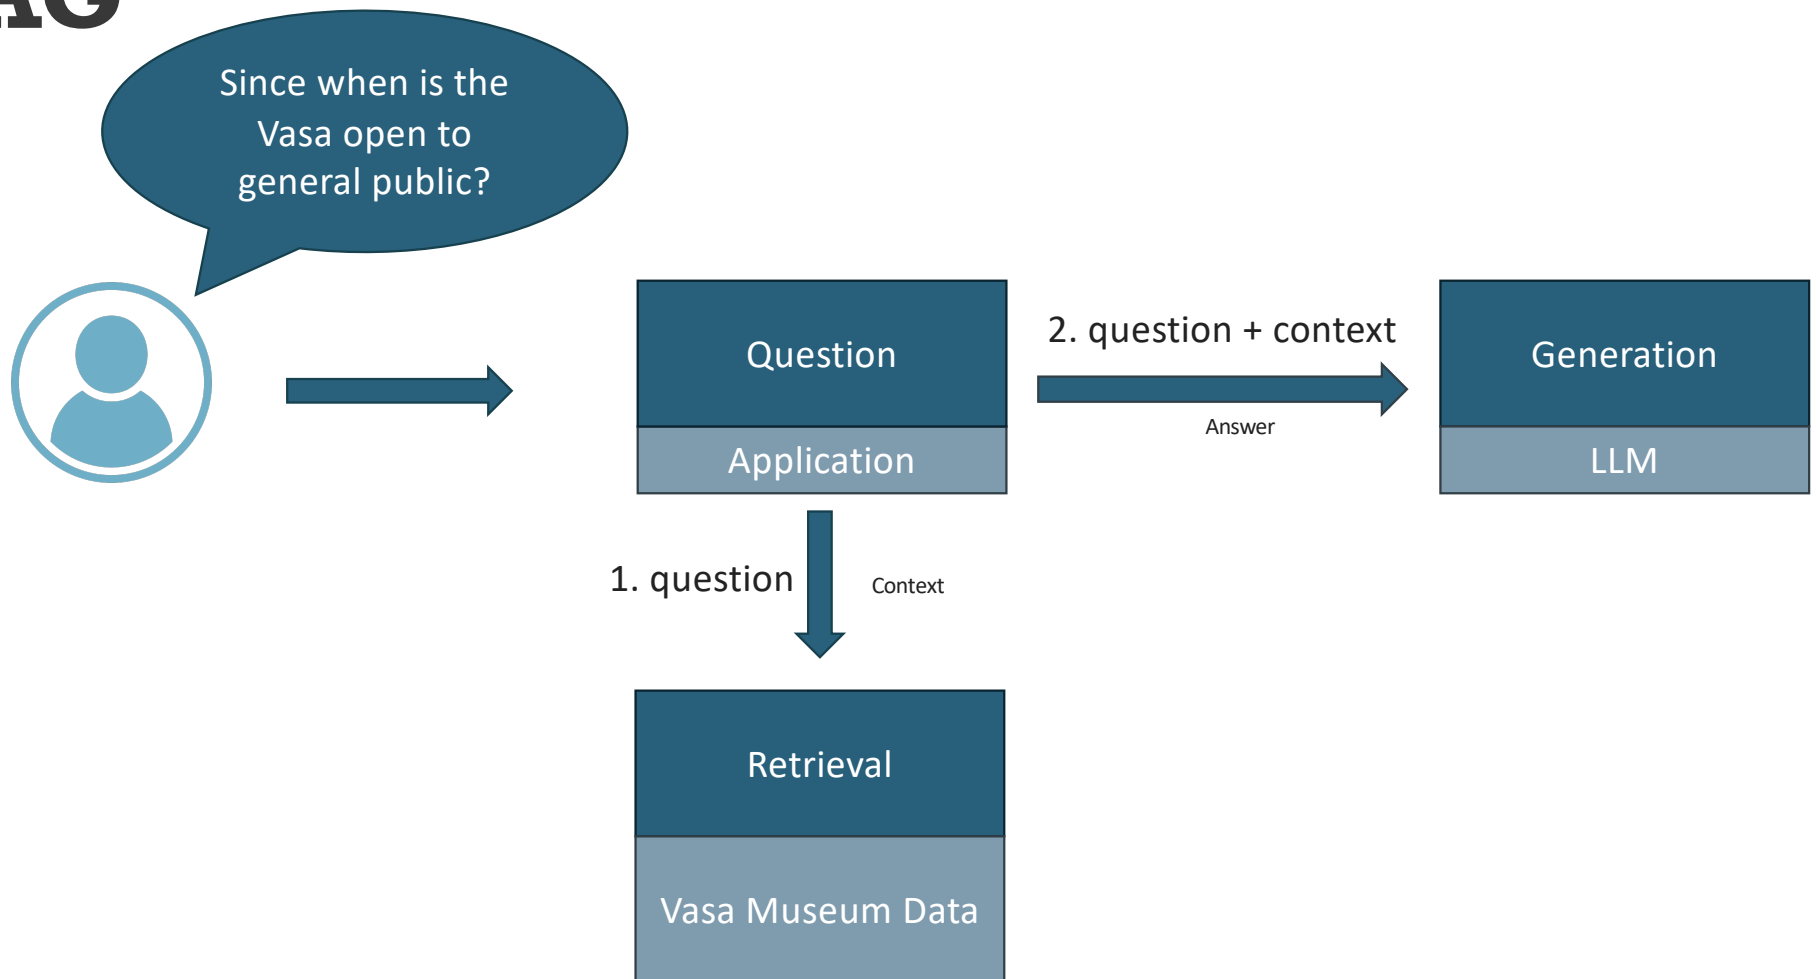 AG
Since when is the
Vasa open to
general public?
Question
Application
2. question + context
Answer
Generation
LLM
1. question
Context
Retrieval
Vasa Museum Data